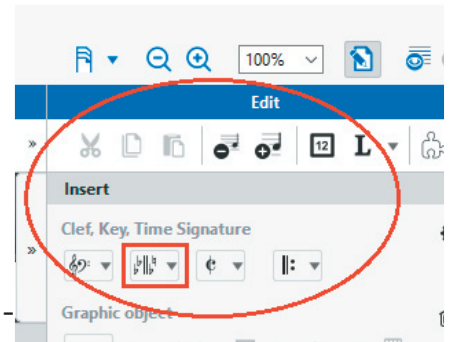 100%
Edit
» 12 L
Insert
Clef, Key, Time Signature
»
Graphic object